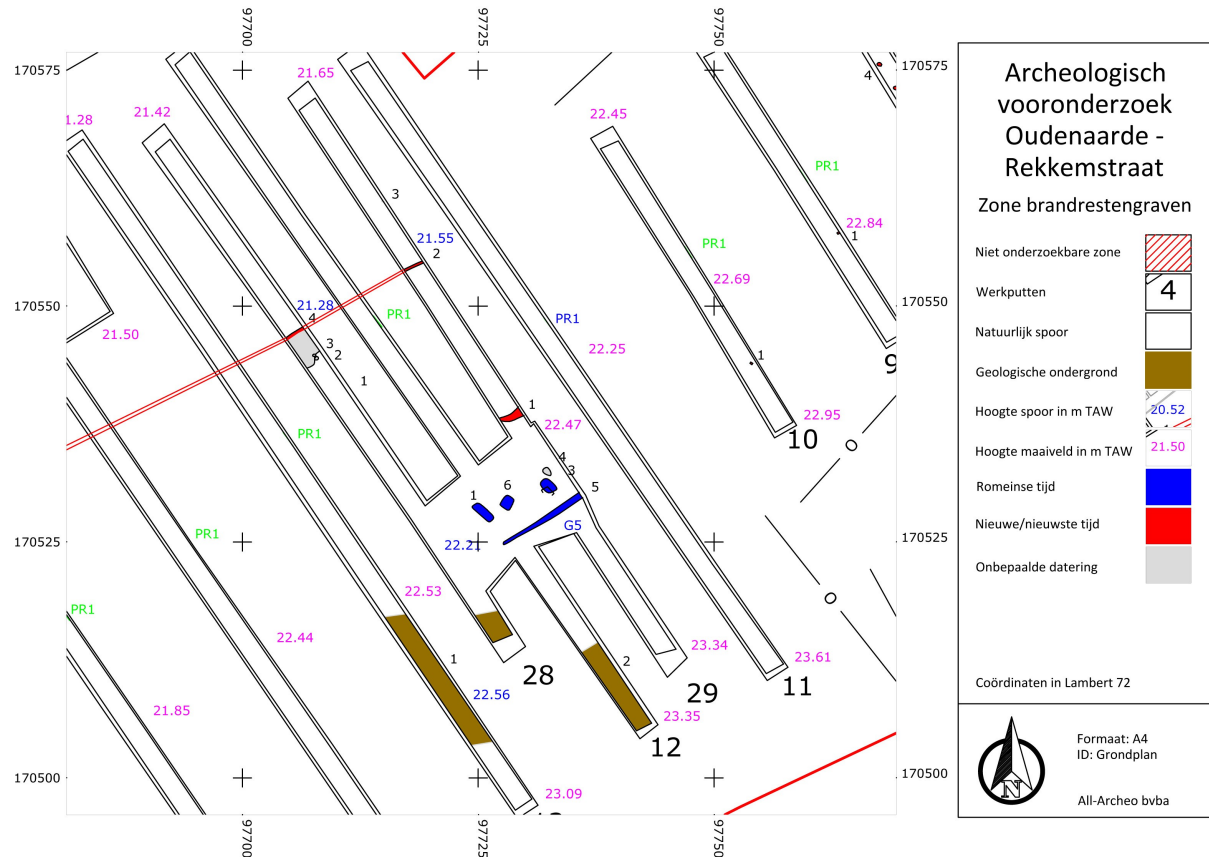 97700
97725
97750
170575
170575
21.65
21.42
1.28
22.45
4
PR1
3
22.84
1
21.55
2
PR1
22.69
170550
170550
21.28
4
PR1
PR1
21.50
3
2
22.25
1
1
9
22.95
10
1
22.47
PR1
4
3
6
1
5
G5
PR1
22.21
170525
170525
22.53
PR1
22.44
1
2
23.34
23.61
28
29
11
22.56
21.85
23.35
12
23.09
170500
170500
97700
97725
97750
Archeologisch
vooronderzoek
Oudenaarde -
Rekkemstraat
Zone brandrestengraven
Niet onderzoekbare zone
Werkputten
4
Natuurlijk spoor
Geologische ondergrond
Hoogte spoor in m TAW
20.52
Hoogte maaiveld in m TAW
21.50
Romeinse tijd
Nieuwe/nieuwste tijd
Onbepaalde datering
Coördinaten in Lambert 72
N
Formaat: A4
ID: Grondplan
All-Archeo bvba